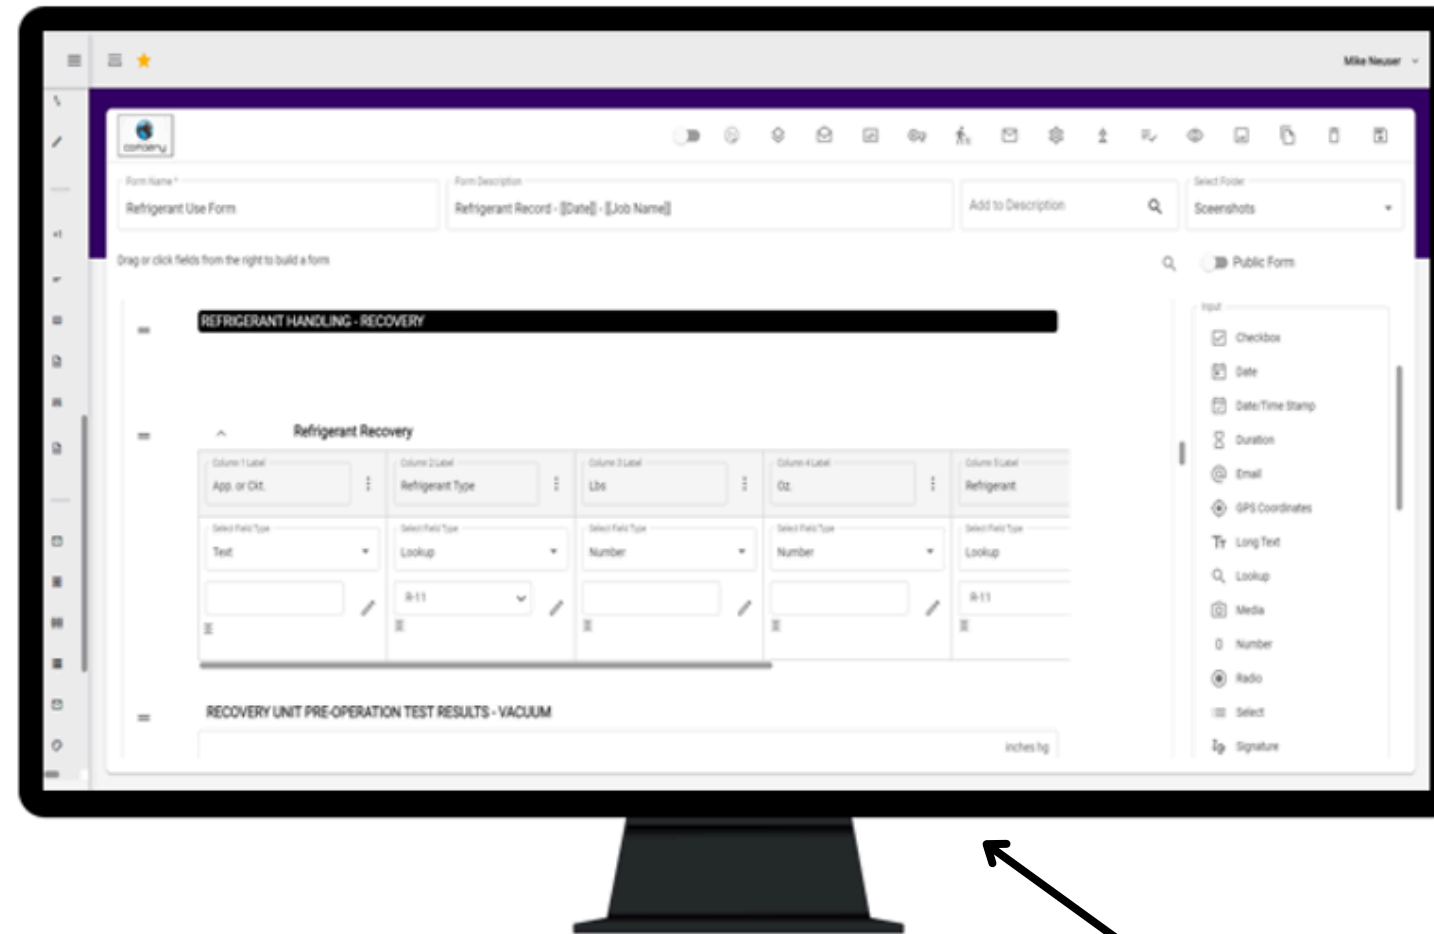 Mike Neuser
company
Form Name *
Refrigerant Use Form
Form Description
Refrigerant Record - [[Date]] - [[Job Name]]
Add to Description
Select Folder
Sceenshots
Drag or click fields from the right to build a form
Public Form
REFRIGERANT HANDLING - RECOVERY
Refrigerant Recovery
Column 1 Label
App. or Ckt.
Column 2 Label
Refrigerant Type
Column 3 Label
Lbs
Column 4 Label
Oz.
Column 5 Label
Refrigerant
Select Field Type
Text
Select Field Type
Lookup
Select Field Type
Number
Select Field Type
Number
Select Field Type
Lookup
R-11
R-11
RECOVERY UNIT PRE-OPERATION TEST RESULTS - VACUUM
inches hg
Input
Checkbox
Date
Date/Time Stamp
Duration
Email
GPS Coordinates
Long Text
Lookup
Media
Number
Radio
Select
Signature